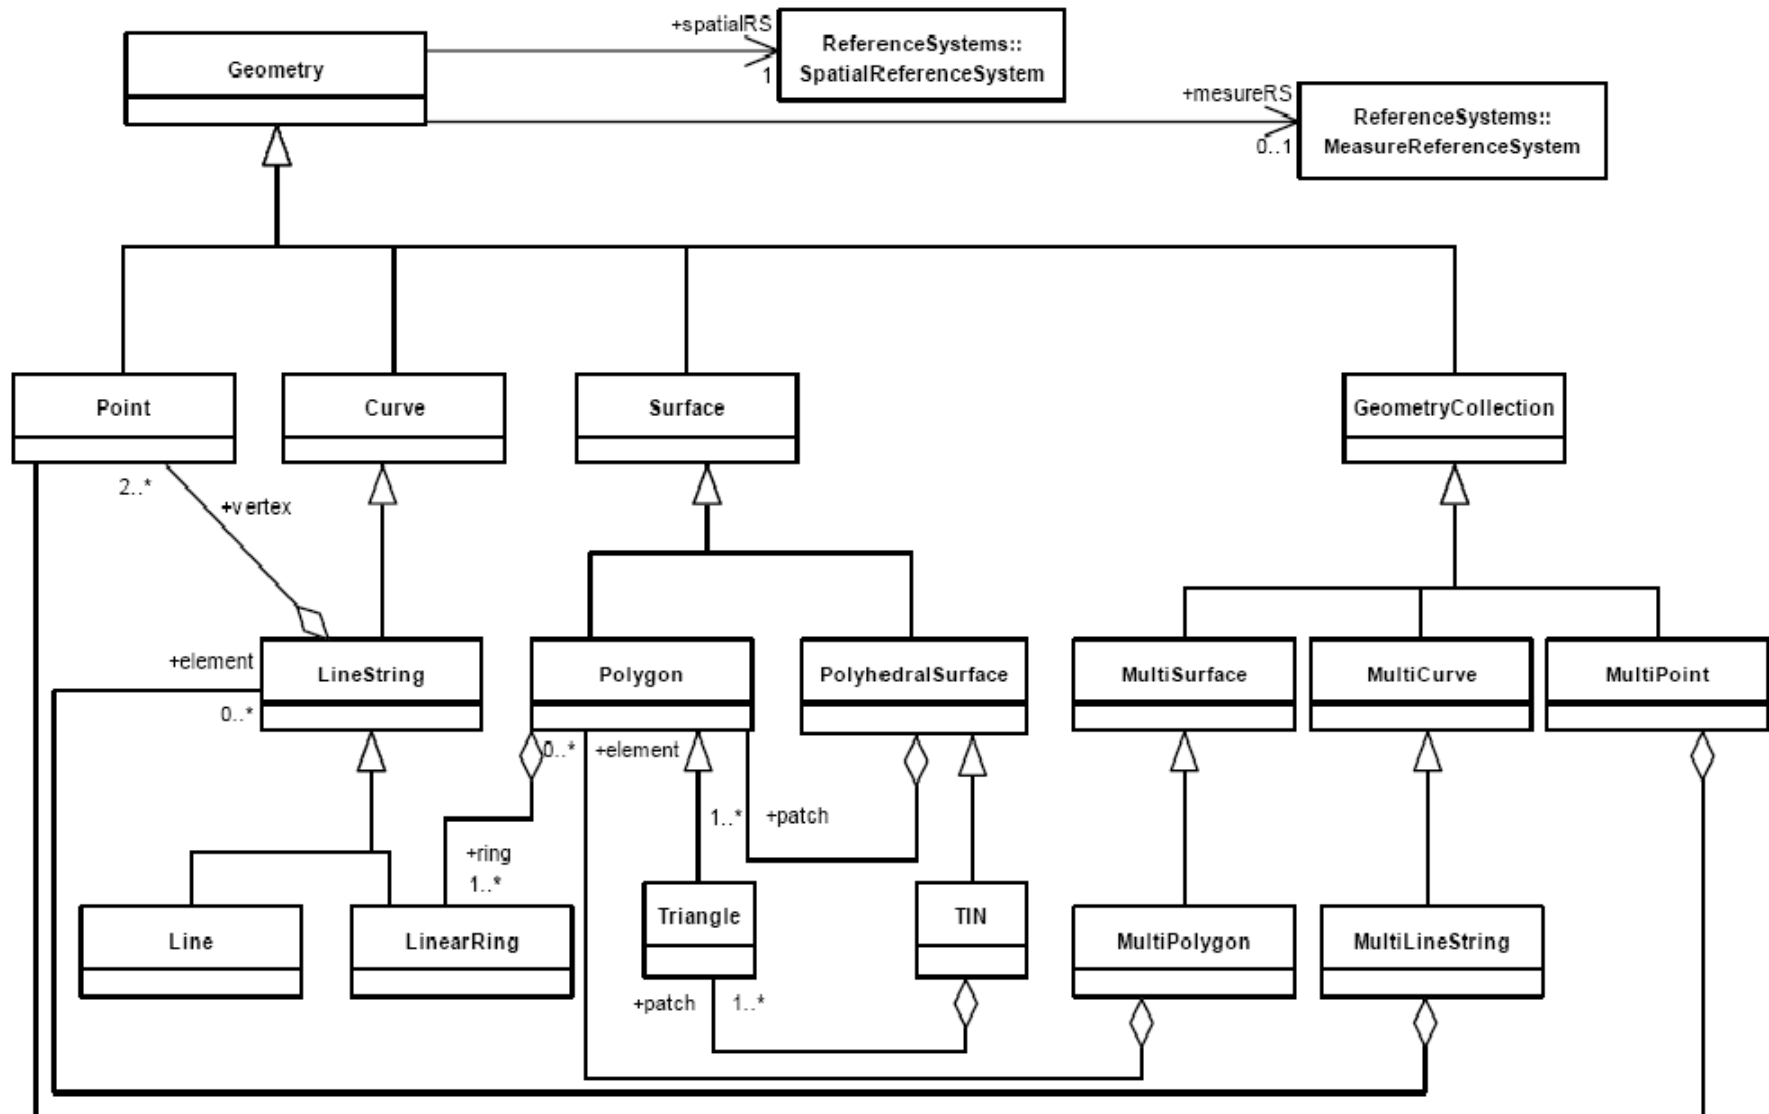 +spatialRS
ReferenceSystems::
SpatialReferenceSystem
1
Geometry
+mesureRS
ReferenceSystems::
MeasureReferenceSystem
0..1
Point
Curve
Surface
GeometryCollection
2..*
+vertex
+element
LineString
Polygon
PolyhedralSurface
MultiSurface
MultiCurve
MultiPoint
0..*
0..*
+element
1..*
+patch
+ring
1..*
Triangle
TIN
Line
LinearRing
MultiPolygon
MultiLineString
+patch
1..*